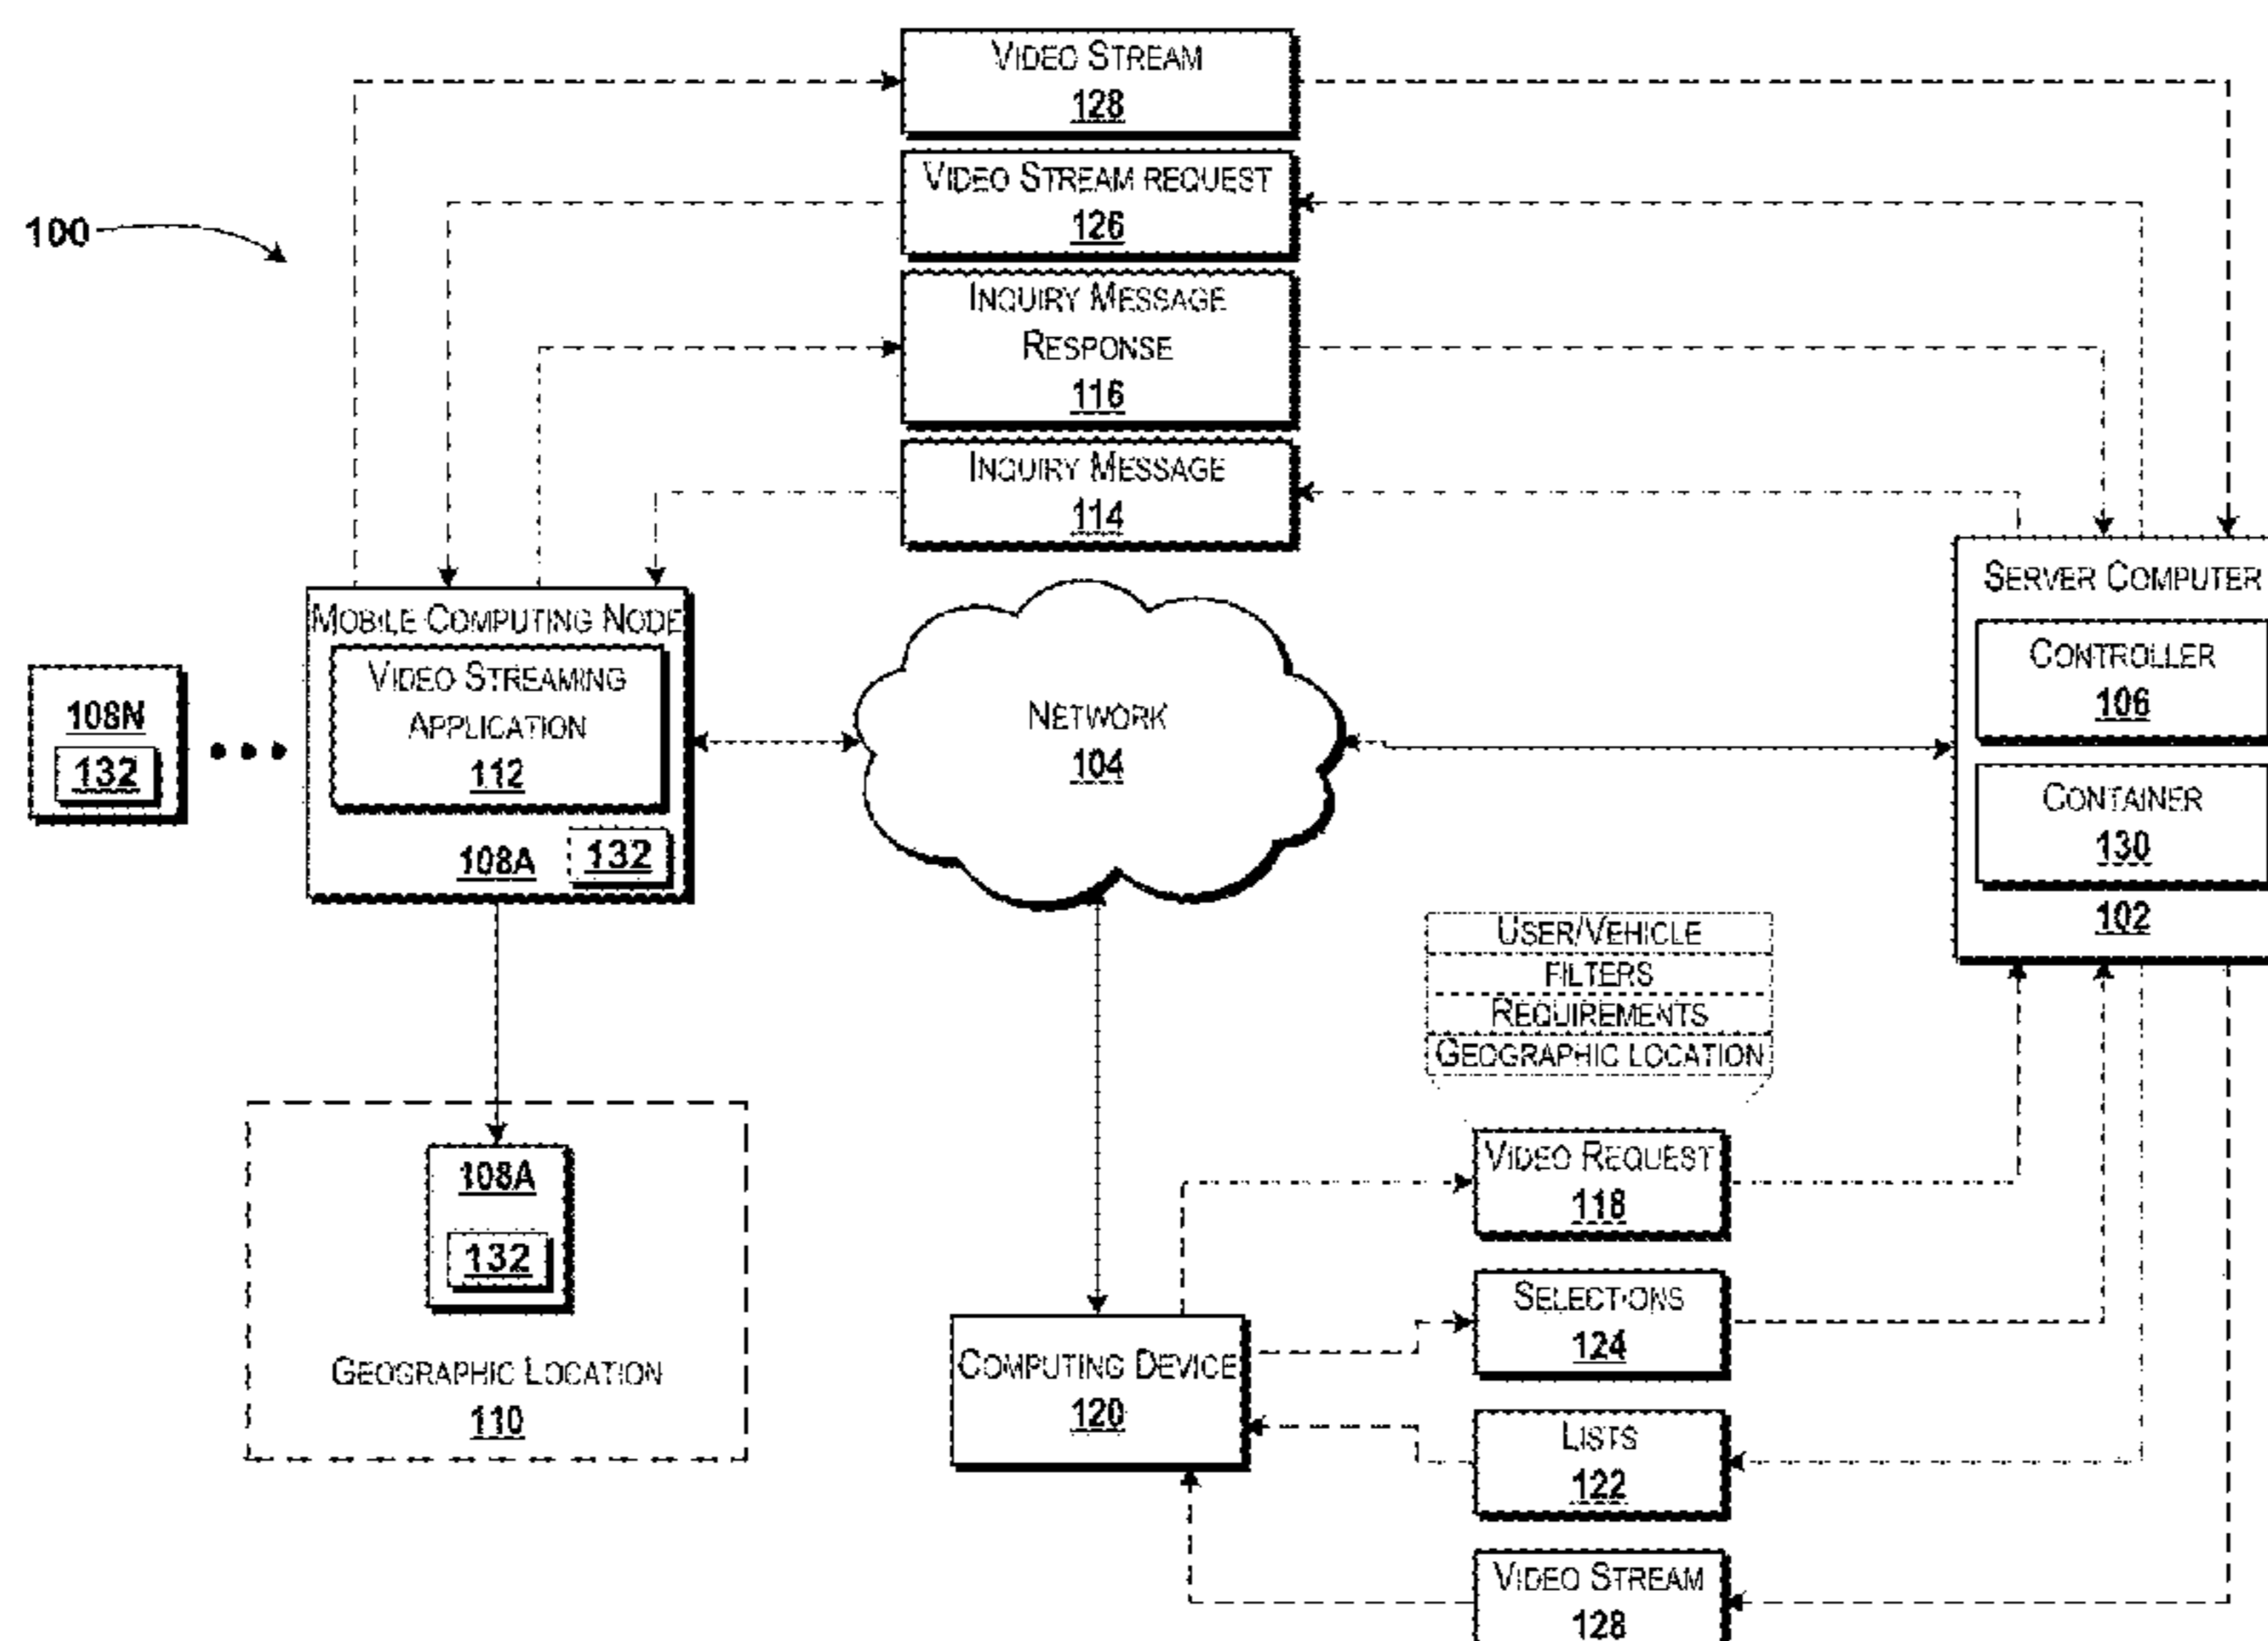 VIDEO STREAM
128
VIDEO STREAM REQUEST
126
100
INQUIRY MESSAGE
RESPONSE
116
INQUIRY MESSAGE
114
SERVER COMPUTER
CONTROLLER
106
CONTAINER
130
102
MOBILE COMPUTING NODE
VIDEO STREAMING
APPLICATION
112
108A
132
108N
132
NETWORK
104
USER/VEHICLE
FILTERS
REQUIREMENTS
GEOGRAPHIC LOCATION
108A
132
GEOGRAPHIC LOCATION
110
VIDEO REQUEST
118
SELECTIONS
124
COMPUTING DEVICE
120
LISTS
122
VIDEO STREAM
128